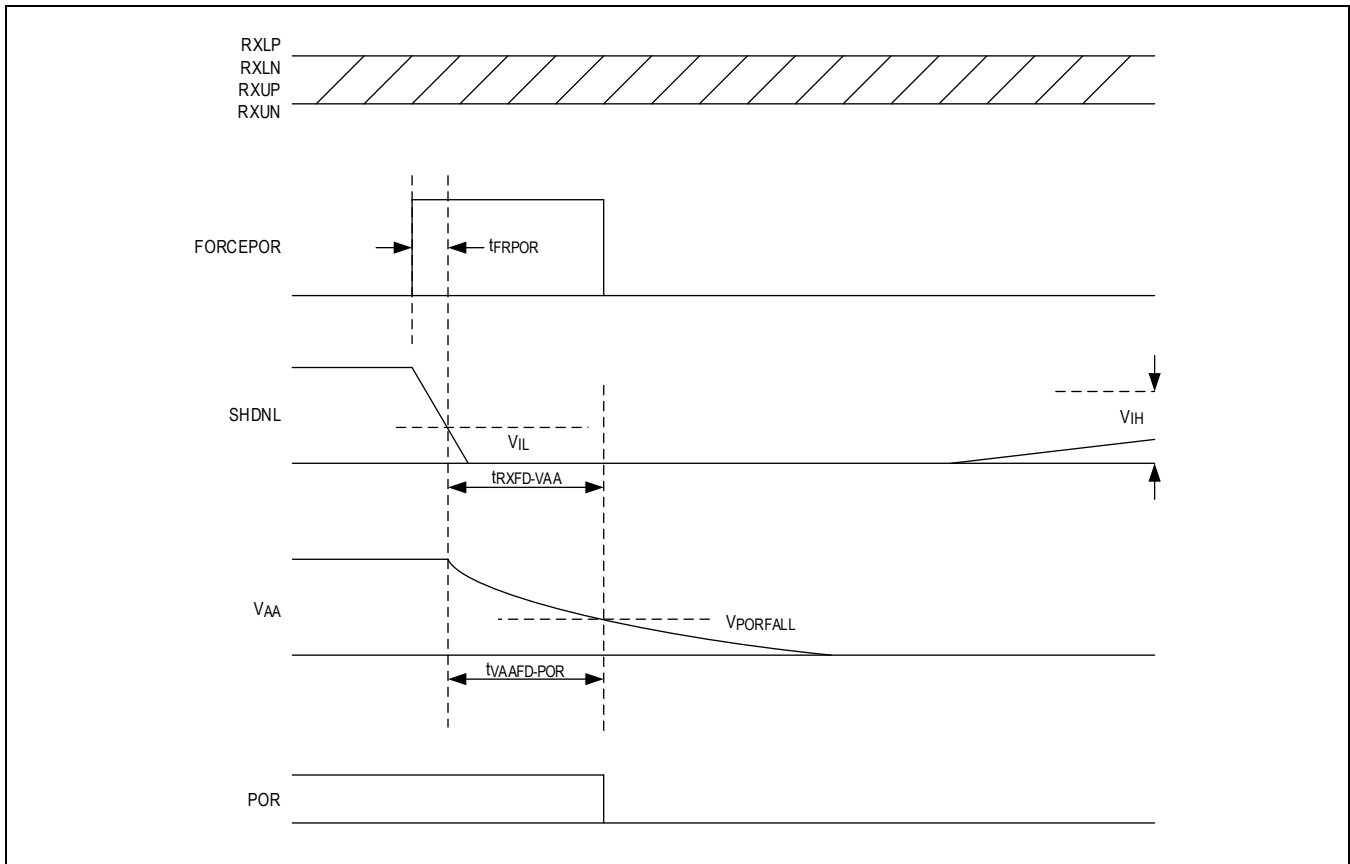 RXLP
RXLN
RXUP
RXUN
FORCEPOR
tFRPOR
SHDNL
VIL
VIH
tRXFD-VAA
VAA
VPORFALL
tVAAFD-POR
POR